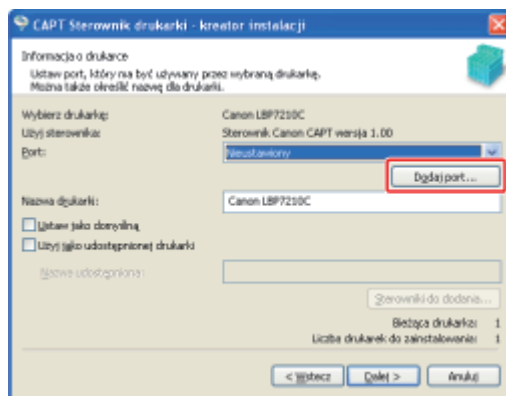 CAPT Sterownik drukarki - kreator instalacji
Informacja o drukarce
Ustaw port, który ma być używany przez wybraną drukarkę.
Można także określić nazwę dla drukarki.
Wybierz drukarkę: Canon LBP7210C
Użyj sterownika: Sterownik Canon CAPT wersja 1.00
Port: Nieustawiony
Dodaj port...
Nazwa drukarki: Canon LBP7210C
Ustaw jako domyślną
Użyj jako udostępnionej drukarki
Nazwa udostępniona:
Sterowniki do dodania...
Bieżąca drukarka: 1
Liczba drukarek do zainstalowania: 1
< Wstecz Dalej > Anuluj